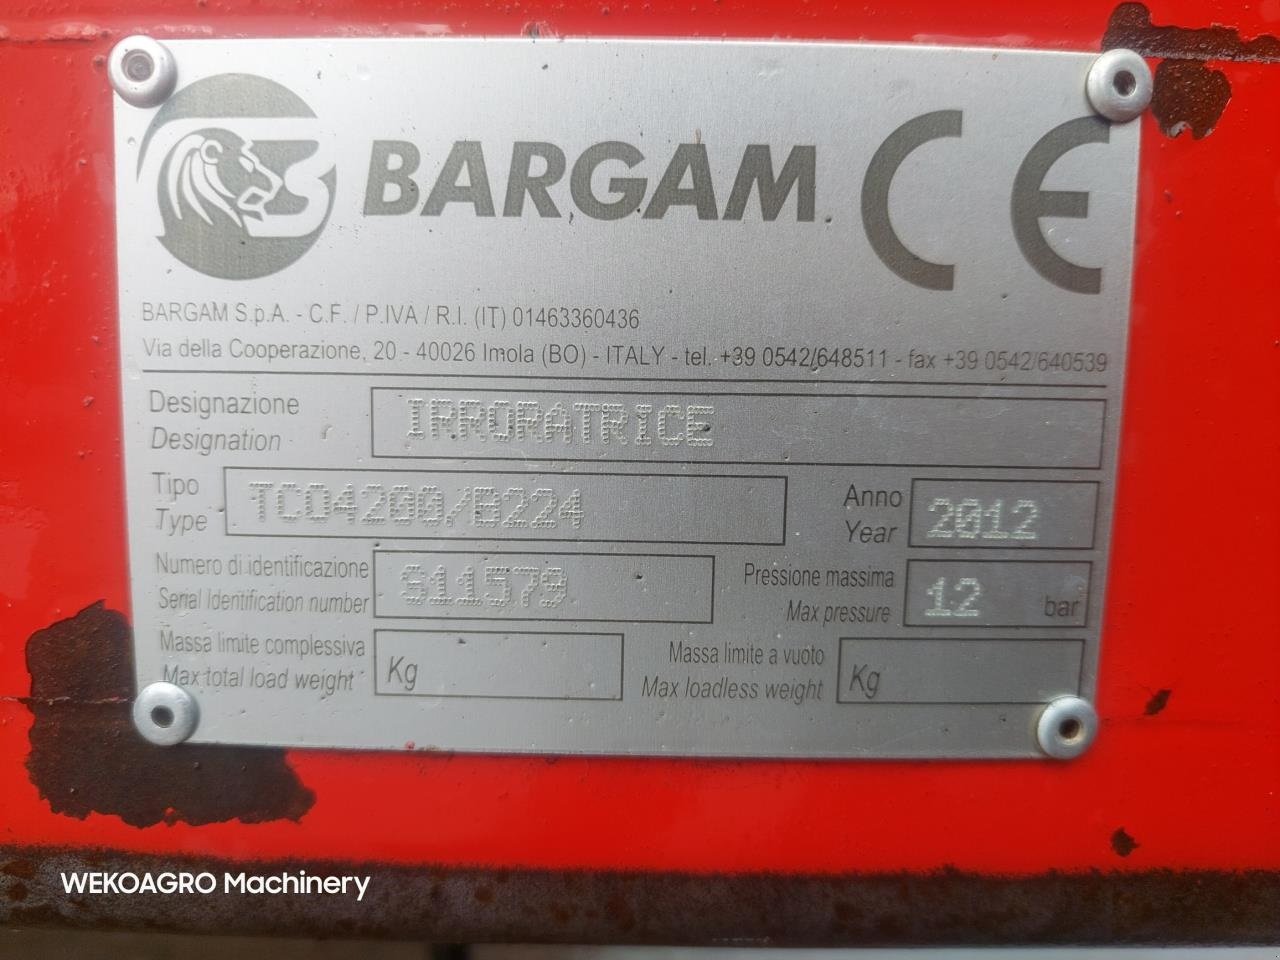 BARGAM CE
BARGAM S.p.A. - C.F. / P.IVA / R.I. (IT) 01463360436
Via della Cooperazione, 20 - 40026 Imola (BO) - ITALY - tel. +39 0542/648511 - fax +39 0542/640539
Designazione
Designation
IRRORATRICE
Tipo
Type
TCO4200/B224
Anno
Year
2012
Numero di identificazione
Serial Identification number
S11579
Pressione massima
Max pressure
12 bar
Massa limite complessiva
Max total load weight
Kg
Massa limite a vuoto
Max loadless weight
Kg
WEKOAGRO Machinery